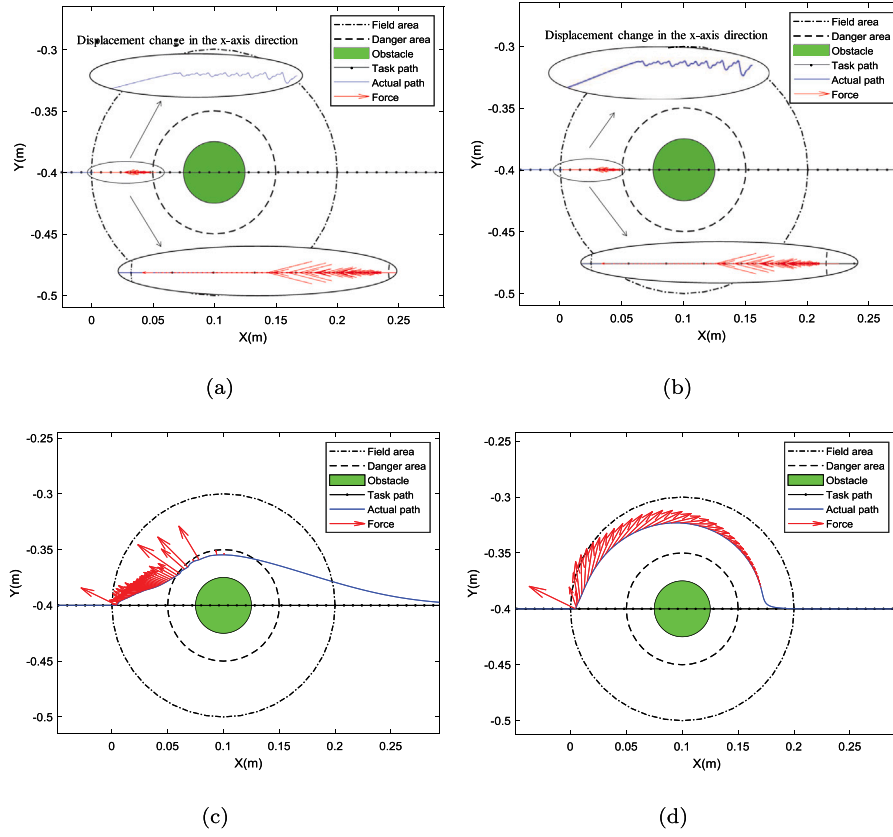 Displacement change in the x-axis direction
Field area
Danger area
Obstacle
Task path
Actual path
Force
-0.3
-0.35
-0.4
-0.45
-0.5
Y(m)
0
0.05
0.1
0.15
0.2
0.25
X(m)
(a)
Displacement change in the x-axis direction
Field area
Danger area
Obstacle
Task path
Actual path
Force
-0.3
-0.35
-0.4
-0.45
-0.5
Y(m)
0
0.05
0.1
0.15
0.2
0.25
X(m)
(b)
Field area
Danger area
Obstacle
Task path
Actual path
Force
-0.25
-0.3
-0.35
-0.4
-0.45
-0.5
Y(m)
0
0.05
0.1
0.15
0.2
0.25
X(m)
(c)
Field area
Danger area
Obstacle
Task path
Actual path
Force
-0.25
-0.3
-0.35
-0.4
-0.45
-0.5
Y(m)
0
0.05
0.1
0.15
0.2
0.25
X(m)
(d)